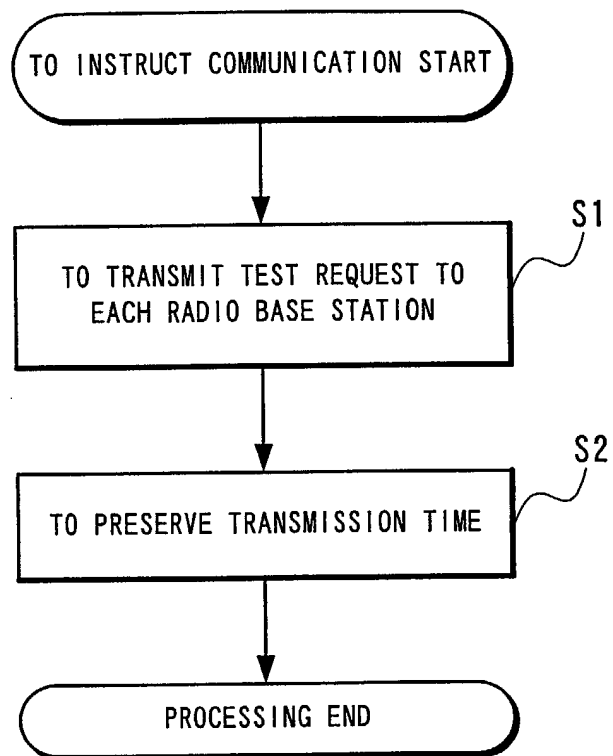 TO INSTRUCT COMMUNICATION START
S1
TO TRANSMIT TEST REQUEST TO
EACH RADIO BASE STATION
S2
TO PRESERVE TRANSMISSION TIME
PROCESSING END